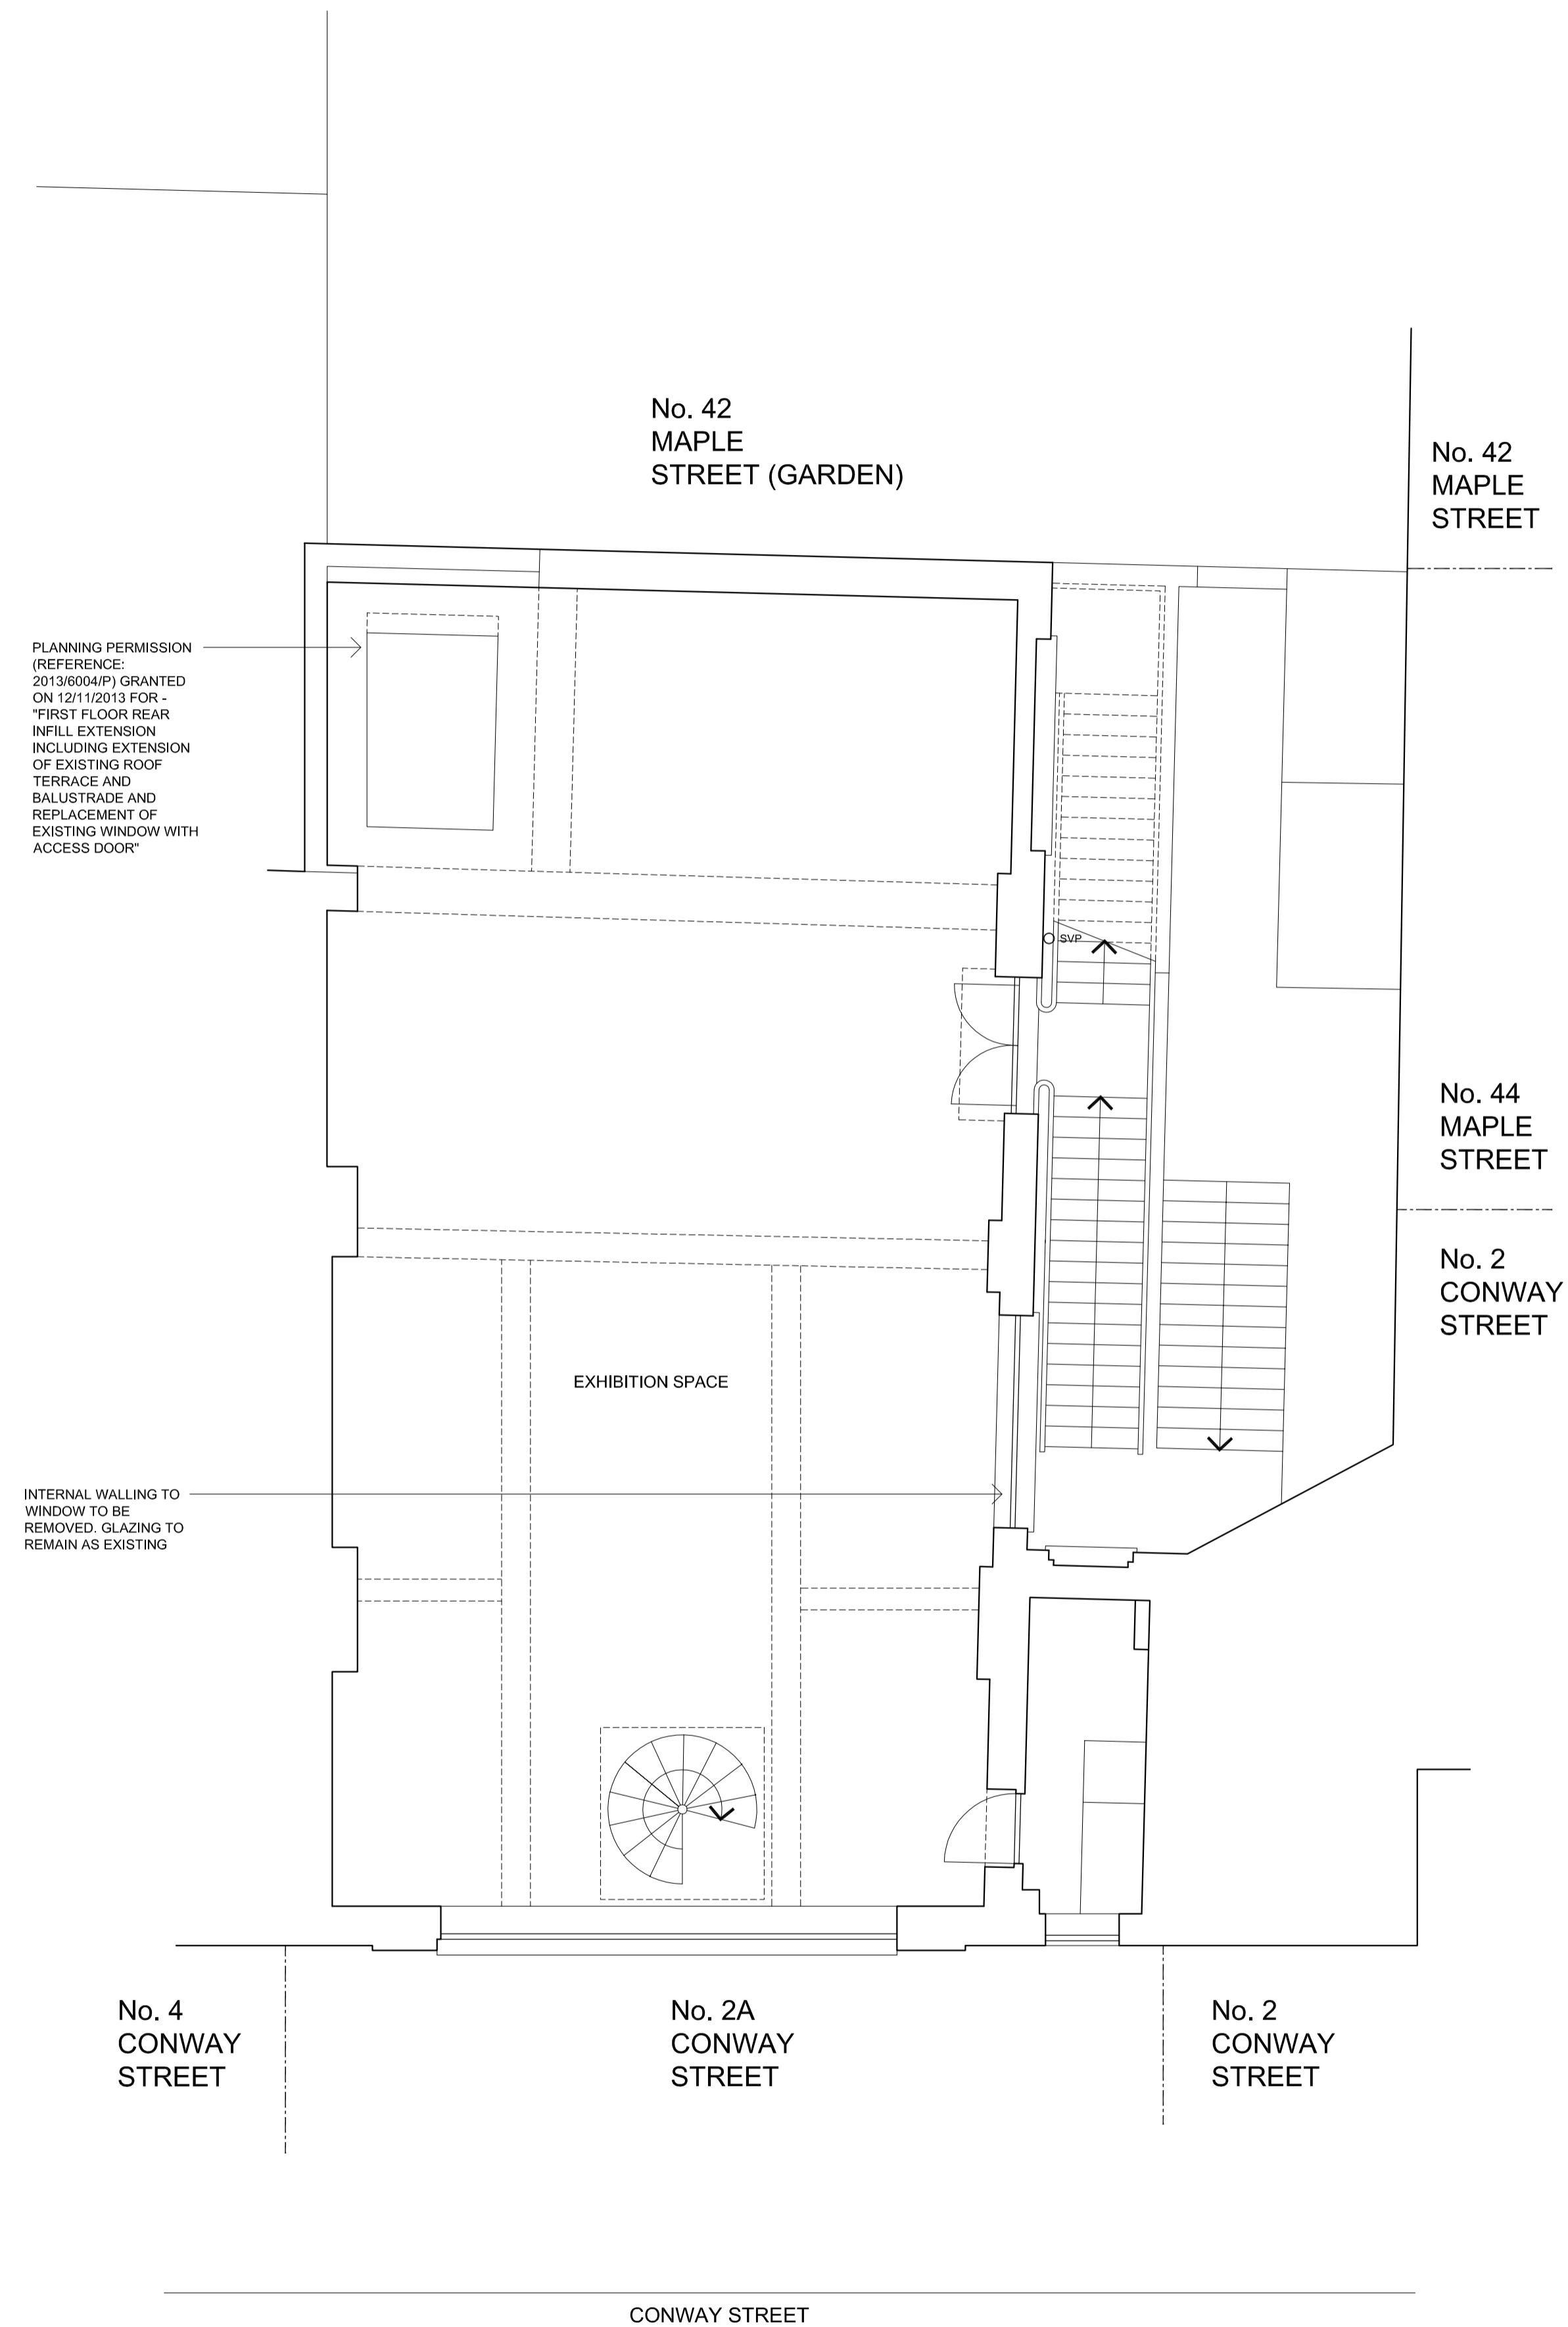 No. 42
MAPLE
STREET (GARDEN)
No. 42
MAPLE
STREET
PLANNING PERMISSION
(REFERENCE:
2013/6004/P) GRANTED
ON 12/11/2013 FOR -
"FIRST FLOOR REAR
INFILL EXTENSION
INCLUDING EXTENSION
OF EXISTING ROOF
TERRACE AND
BALUSTRADE AND
REPLACEMENT OF
EXISTING WINDOW WITH
ACCESS DOOR"
SVP
No. 44
MAPLE
STREET
No. 2
CONWAY
STREET
EXHIBITION SPACE
INTERNAL WALLING TO
WINDOW TO BE
REMOVED. GLAZING TO
REMAIN AS EXISTING
No. 4
CONWAY
STREET
No. 2A
CONWAY
STREET
No. 2
CONWAY
STREET
CONWAY STREET